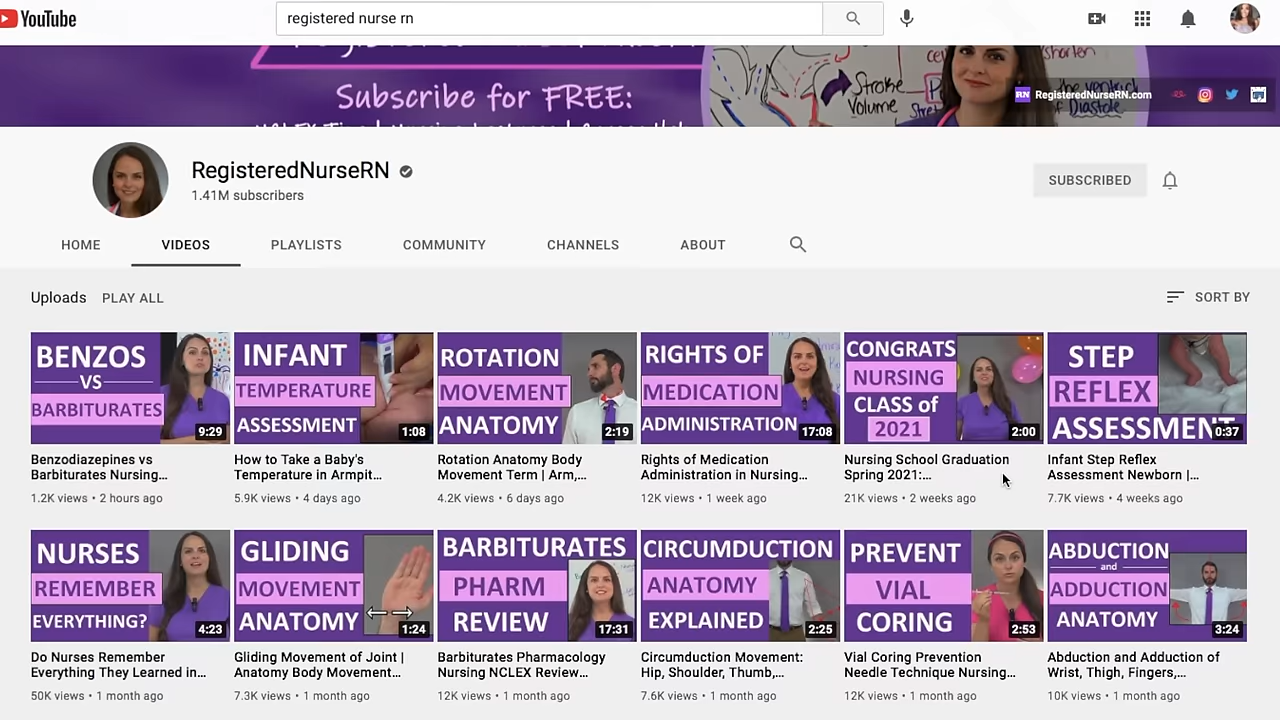 YouTube
registered nurse rn
Subscribe for FREE:
Stroke
Volume
shorten
the ventricl
Diastole
RN RegisteredNurseRN.com
RegisteredNurseRN
1.41M subscribers
SUBSCRIBED
HOME VIDEOS PLAYLISTS COMMUNITY CHANNELS ABOUT
Uploads PLAY ALL SORT BY
BENZOS
VS
BARBITURATES
9:29
Benzodiazepines vs
Barbiturates Nursing...
1.2K views • 2 hours ago
INFANT
TEMPERATURE
ASSESSMENT
1:08
How to Take a Baby's
Temperature in Armpit...
5.9K views • 4 days ago
ROTATION
MOVEMENT
ANATOMY
2:19
Rotation Anatomy Body
Movement Term | Arm,...
4.2K views • 6 days ago
RIGHTS OF
MEDICATION
ADMINISTRATION
17:08
Rights of Medication
Administration in Nursing...
12K views • 1 week ago
CONGRATS
NURSING
CLASS of
2021
2:00
Nursing School Graduation
Spring 2021:...
21K views • 2 weeks ago
STEP
REFLEX
ASSESSMENT
0:37
Infant Step Reflex
Assessment Newborn |...
7.7K views • 4 weeks ago
NURSES
REMEMBER
EVERYTHING?
4:23
Do Nurses Remember
Everything They Learned in...
50K views • 1 month ago
GLIDING
MOVEMENT
ANATOMY
1:24
Gliding Movement of Joint |
Anatomy Body Movement...
7.3K views • 1 month ago
BARBITURATES
PHARM
REVIEW
17:31
Barbiturates Pharmacology
Nursing NCLEX Review...
12K views • 1 month ago
CIRCUMDUCTION
ANATOMY
EXPLAINED
2:25
Circumduction Movement:
Hip, Shoulder, Thumb,...
7.6K views • 1 month ago
PREVENT
VIAL
CORING
2:53
Vial Coring Prevention
Needle Technique Nursing...
12K views • 1 month ago
ABDUCTION
and
ADDUCTION
ANATOMY
3:24
Abduction and Adduction of
Wrist, Thigh, Fingers,...
10K views • 1 month ago